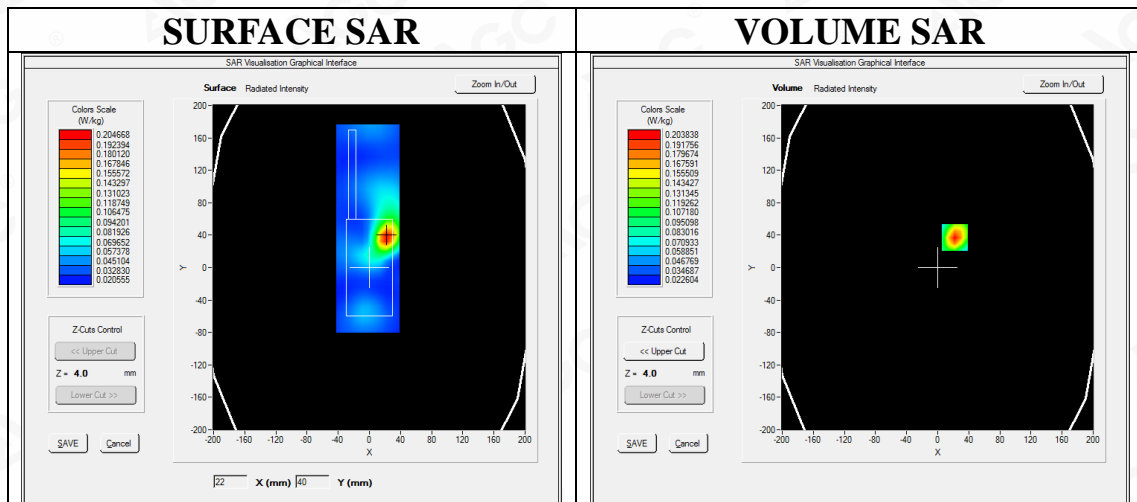 SURFACE SAR
VOLUME SAR
SAR Visualisation Graphical Interface
Surface Radiated Intensity
Zoom In/Out
Colors Scale
(W/kg)
0.204668
0.192394
0.180120
0.167846
0.155572
0.143297
0.131023
0.118749
0.106475
0.094201
0.081926
0.069652
0.057378
0.045104
0.032830
0.020555
Z-Cuts Control
<< Upper Cut
Z = 4.0 mm
Lower Cut >>
SAVE Cancel
Y
200
160
120
80
40
0
-40
-80
-120
-160
-200
-200 -160 -120 -80 -40 0 40 80 120 160 200
X
22 X (mm) 40 Y (mm)
SAR Visualisation Graphical Interface
Volume Radiated Intensity
Zoom In/Out
Colors Scale
(W/kg)
0.203838
0.191756
0.179674
0.167591
0.155509
0.143427
0.131345
0.119262
0.107180
0.095098
0.083016
0.070933
0.058851
0.046769
0.034687
0.022604
Z-Cuts Control
<< Upper Cut
Z = 4.0 mm
Lower Cut >>
SAVE Cancel
Y
200
160
120
80
40
0
-40
-80
-120
-160
-200
-200 -160 -120 -80 -40 0 40 80 120 160 200
X